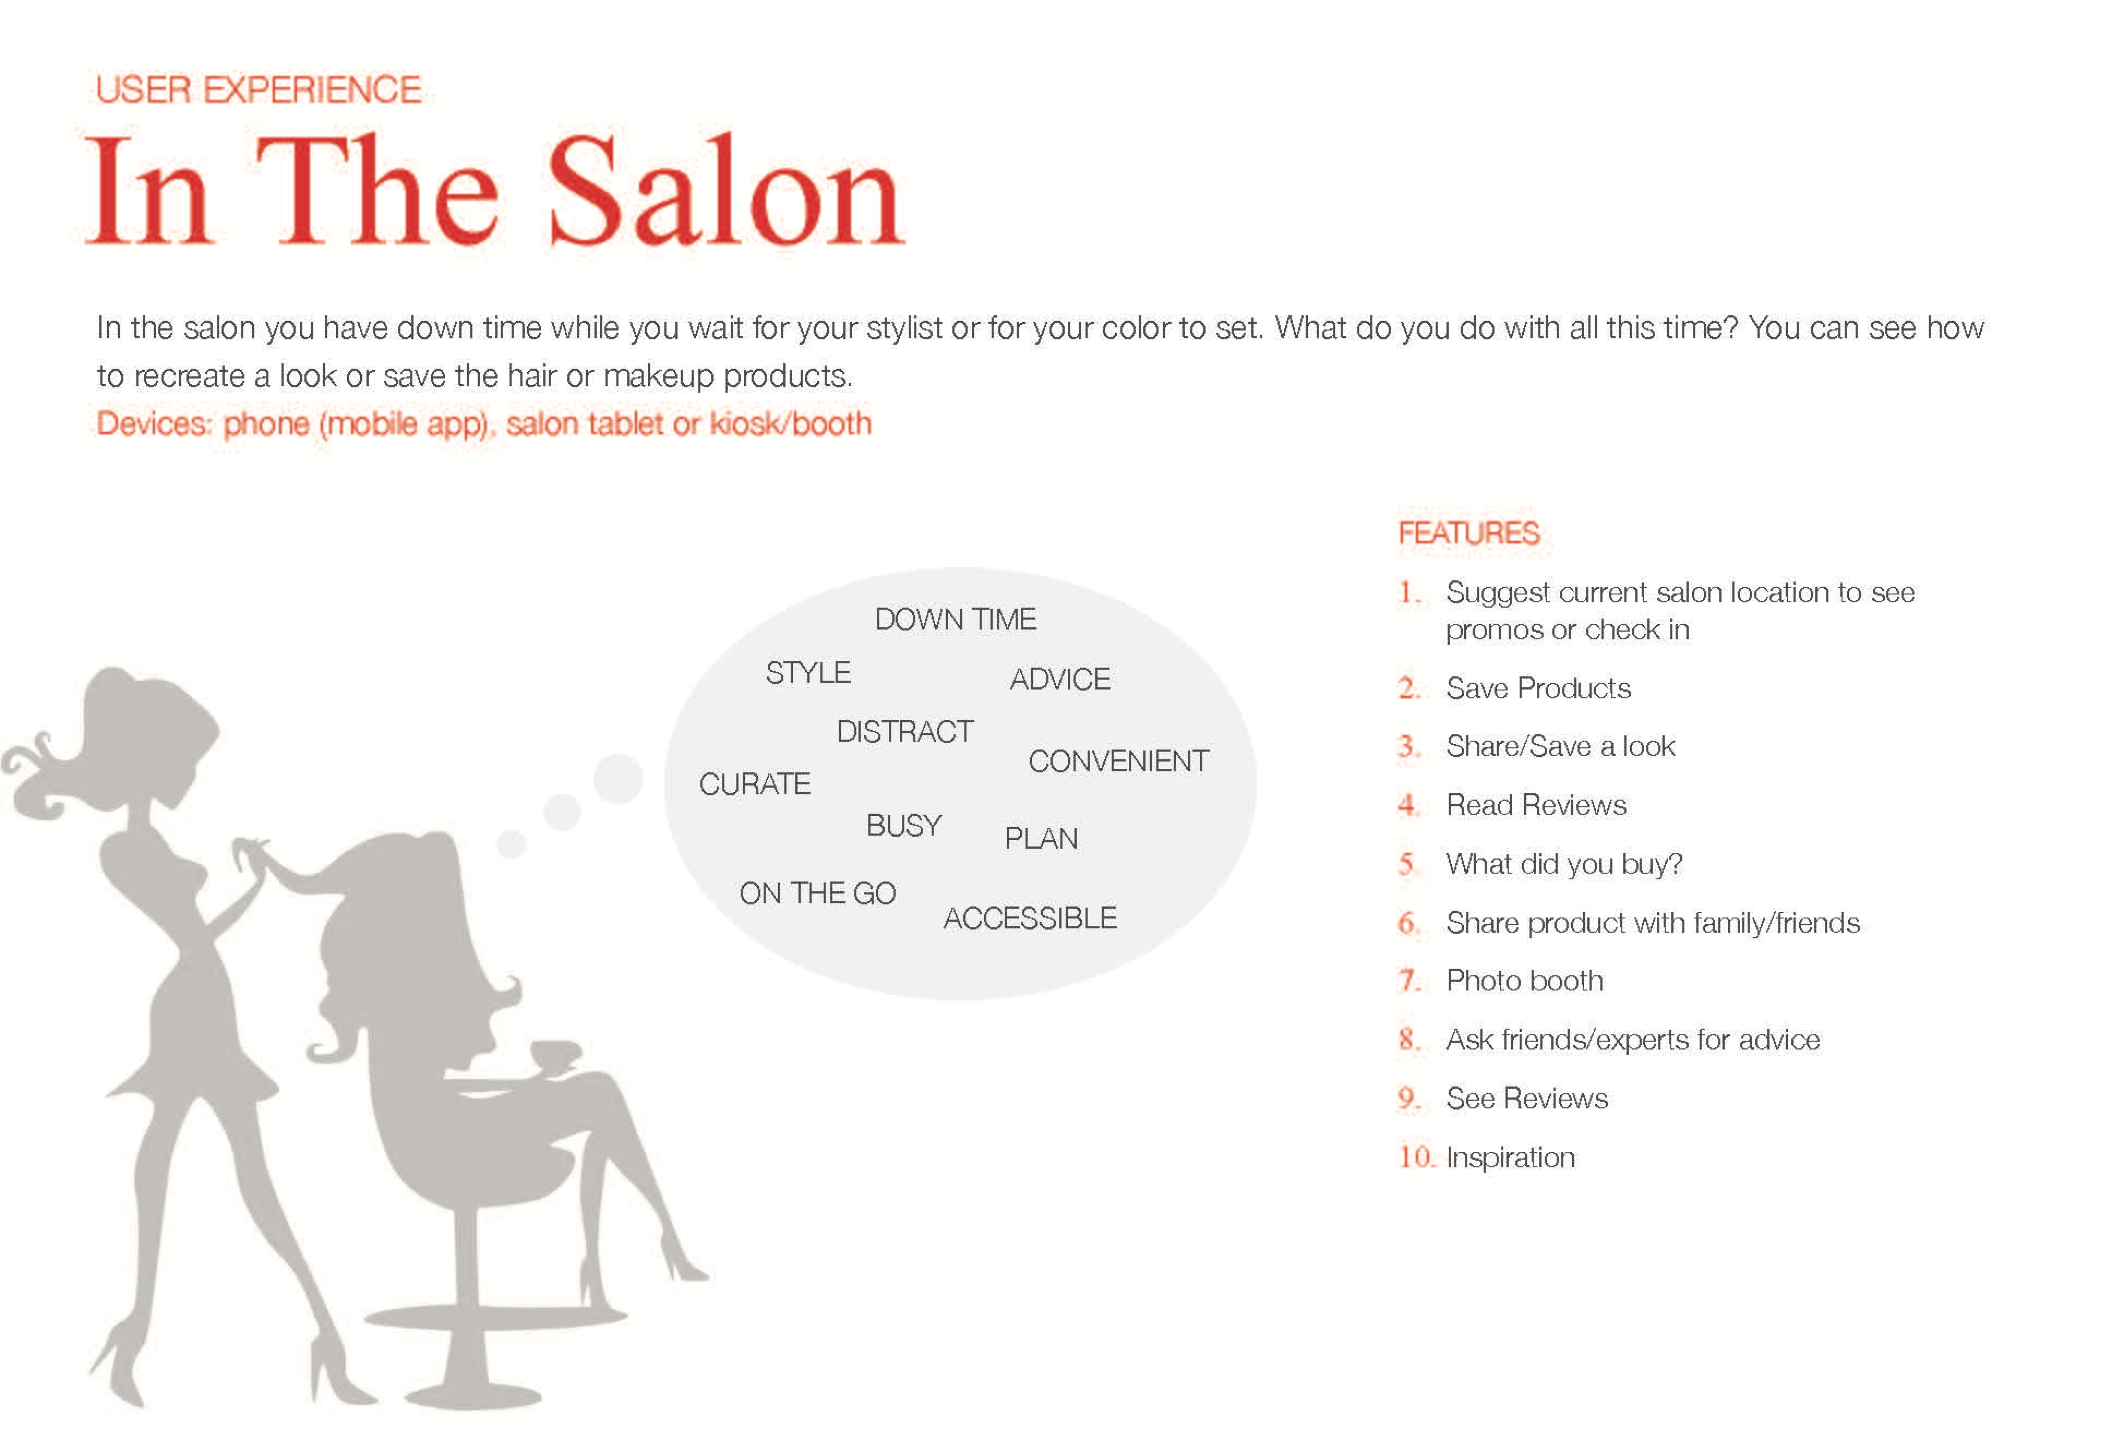 USER EXPERIENCE
In The Salon
In the salon you have down time while you wait for your stylist or for your color to set. What do you do with all this time? You can see how
to recreate a look or save the hair or makeup products.
Devices: phone (mobile app), salon tablet or kiosk/booth
DOWN TIME
STYLE
ADVICE
DISTRACT
CONVENIENT
CURATE
BUSY
PLAN
ON THE GO
ACCESSIBLE
FEATURES
1. Suggest current salon location to see
promos or check in
2. Save Products
3. Share/Save a look
4. Read Reviews
5. What did you buy?
6. Share product with family/friends
7. Photo booth
8. Ask friends/experts for advice
9. See Reviews
10. Inspiration